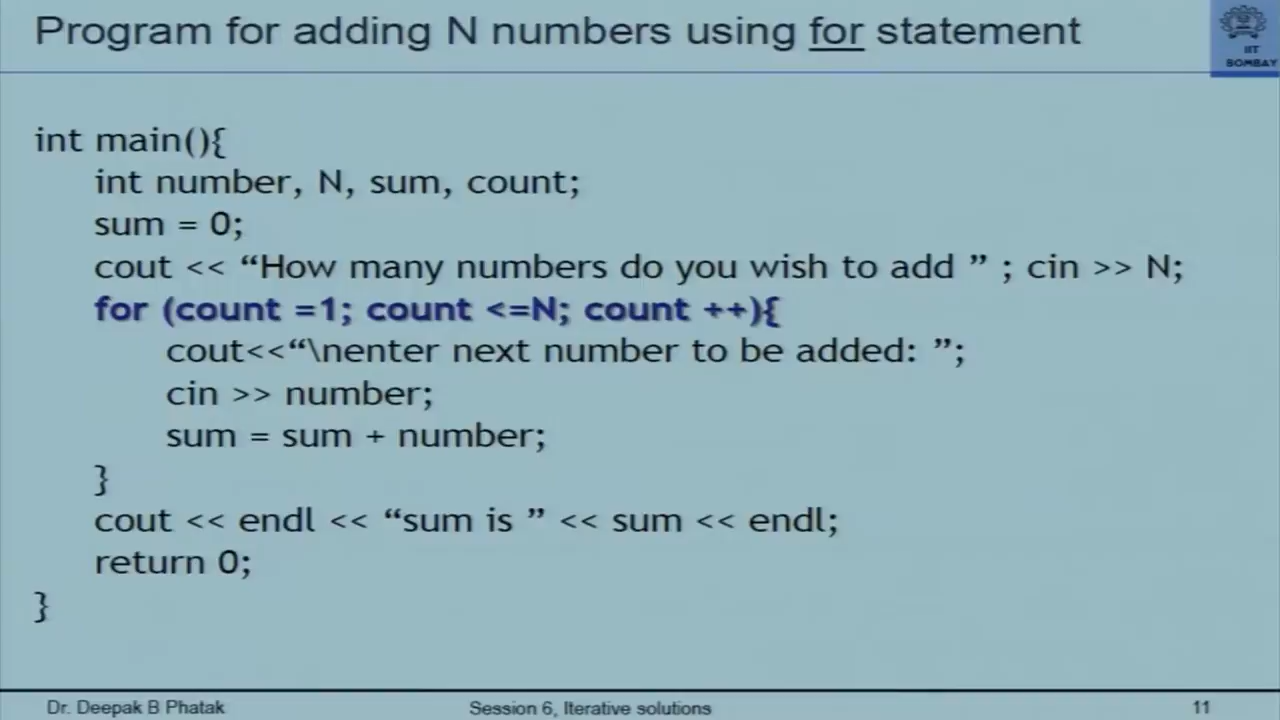 Program for adding N numbers using for statement
IIT
BOMBAY
int main(){
int number, N, sum, count;
sum = 0;
cout << “How many numbers do you wish to add ” ; cin >> N;
for (count =1; count <=N; count ++){
cout<<“\nenter next number to be added: ”;
cin >> number;
sum = sum + number;
}
cout << endl << “sum is ” << sum << endl;
return 0;
}
Dr. Deepak B Phatak
Session 6, Iterative solutions
11